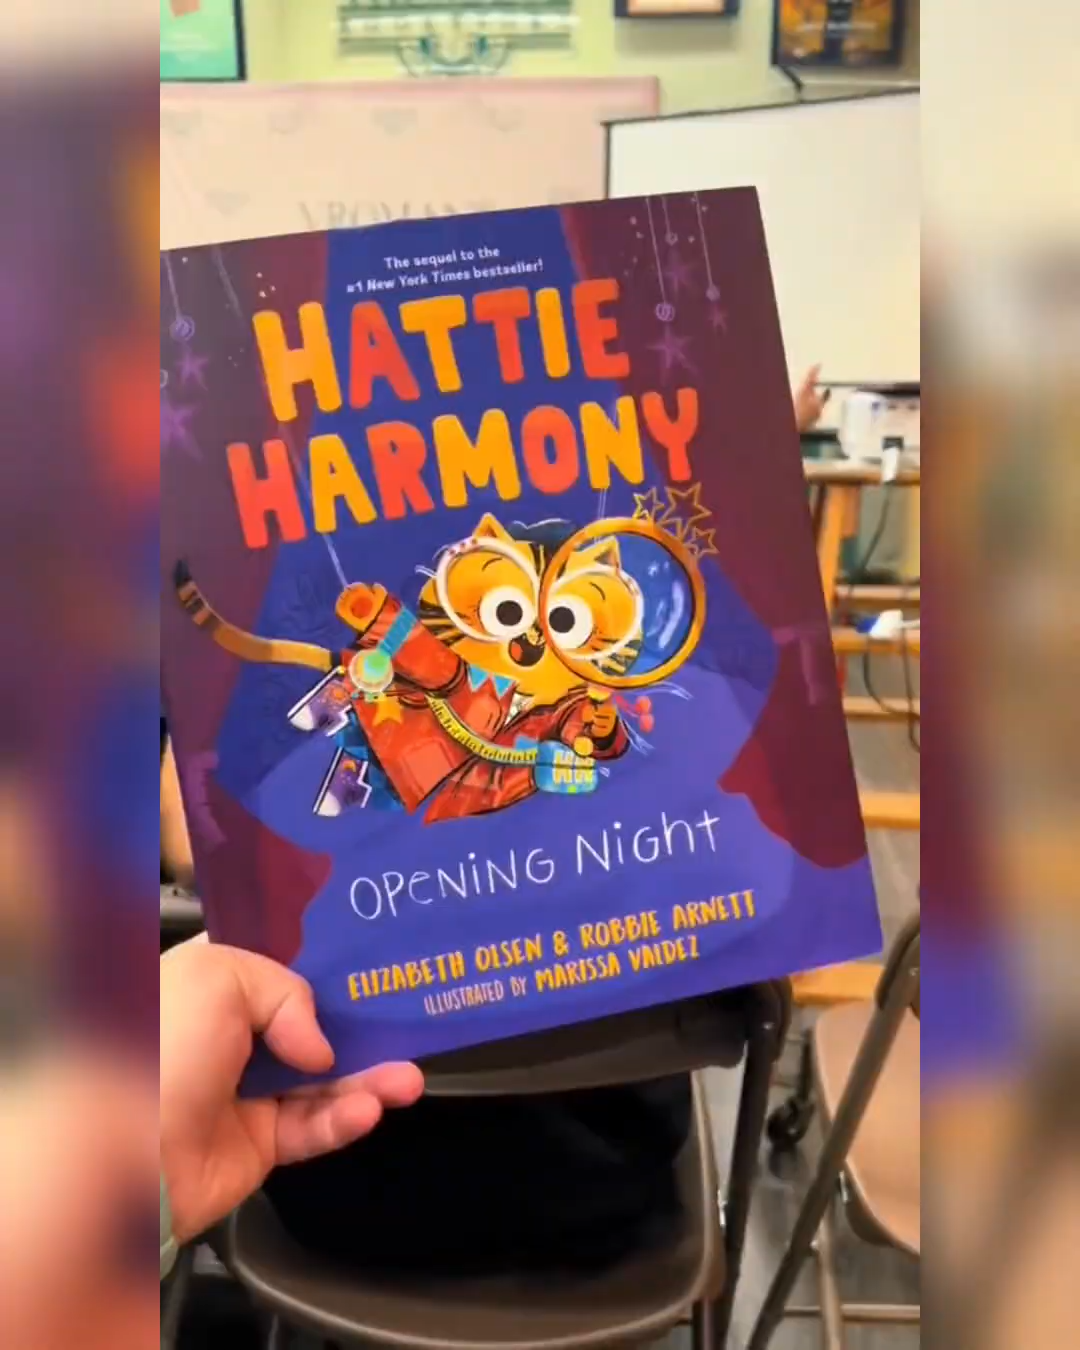 The sequel to the
#1 New York Times bestseller!
HATTIE
HARMONY
HW
OPENING NIGHT
ELIZABETH OLSEN & ROBBIE ARNETT
ILLUSTRATED BY MARISSA VALDEZ